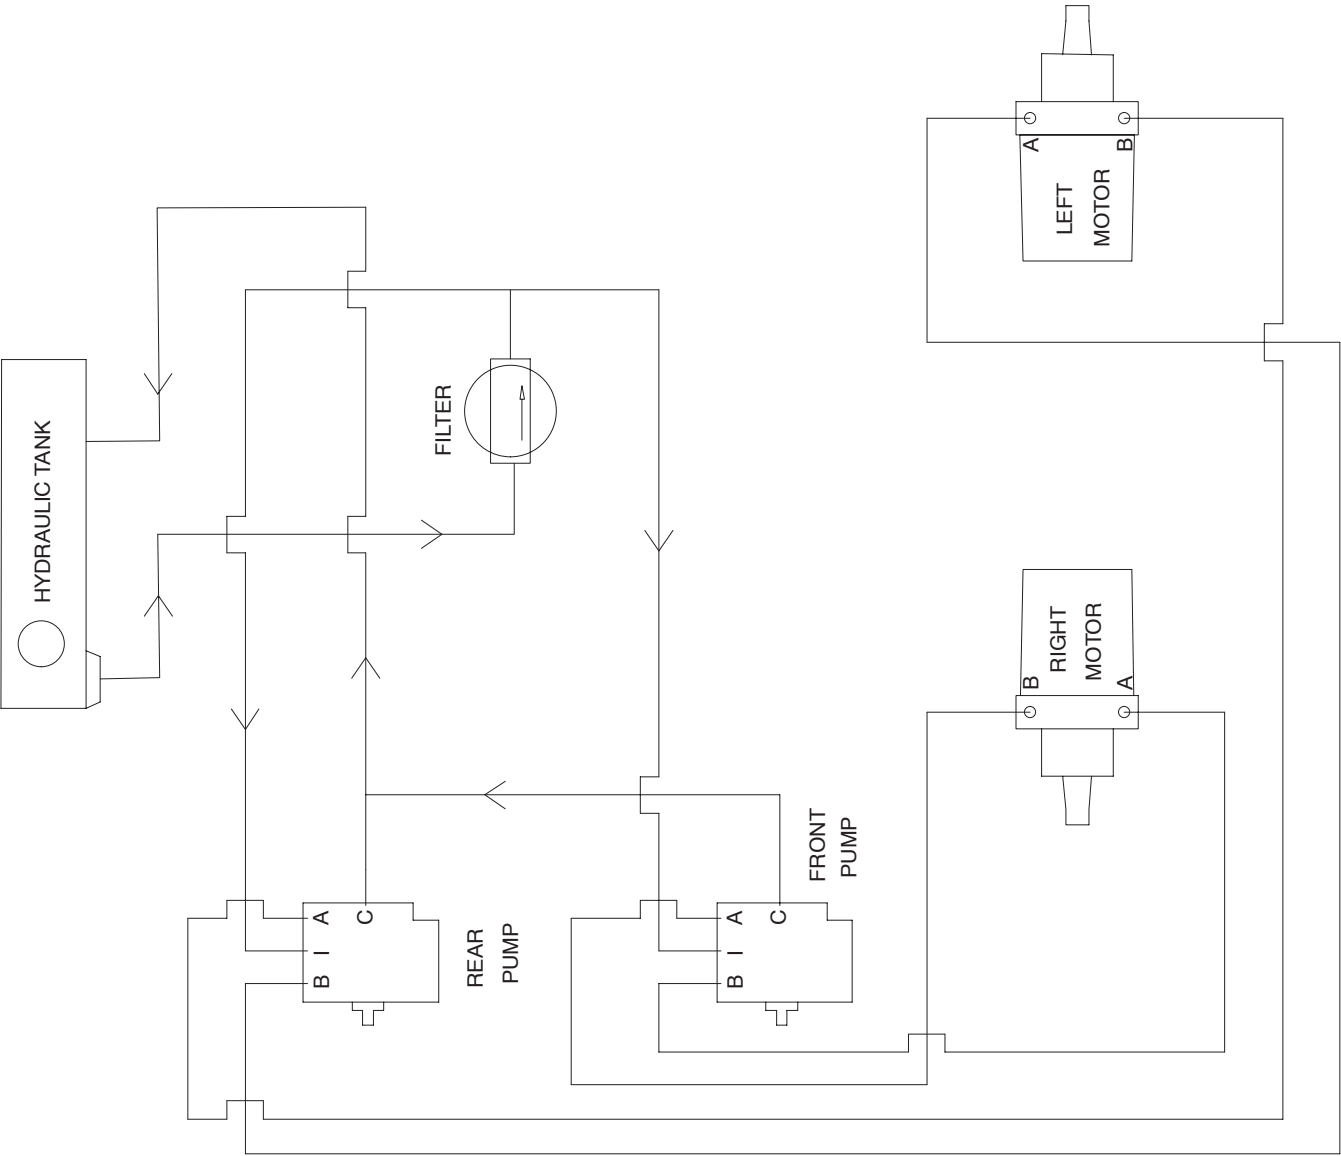 HYDRAULIC TANK
FILTER
REAR
PUMP
A
I
B
C
FRONT
PUMP
A
I
B
C
LEFT
MOTOR
A
B
RIGHT
MOTOR
B
A